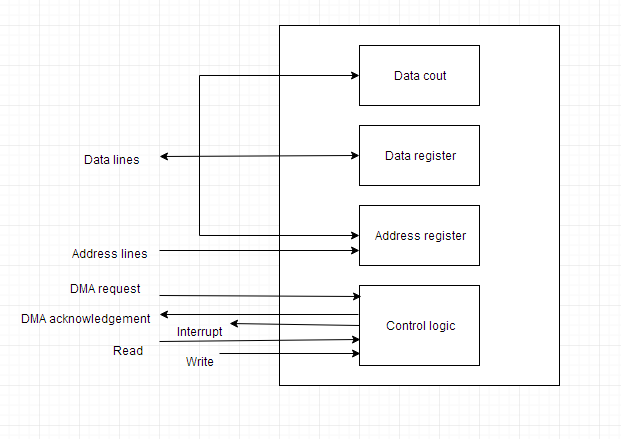 Data cout
Data lines
Data register
Address register
Address lines
DMA request
DMA acknowledgement
Interrupt
Control logic
Read
Write